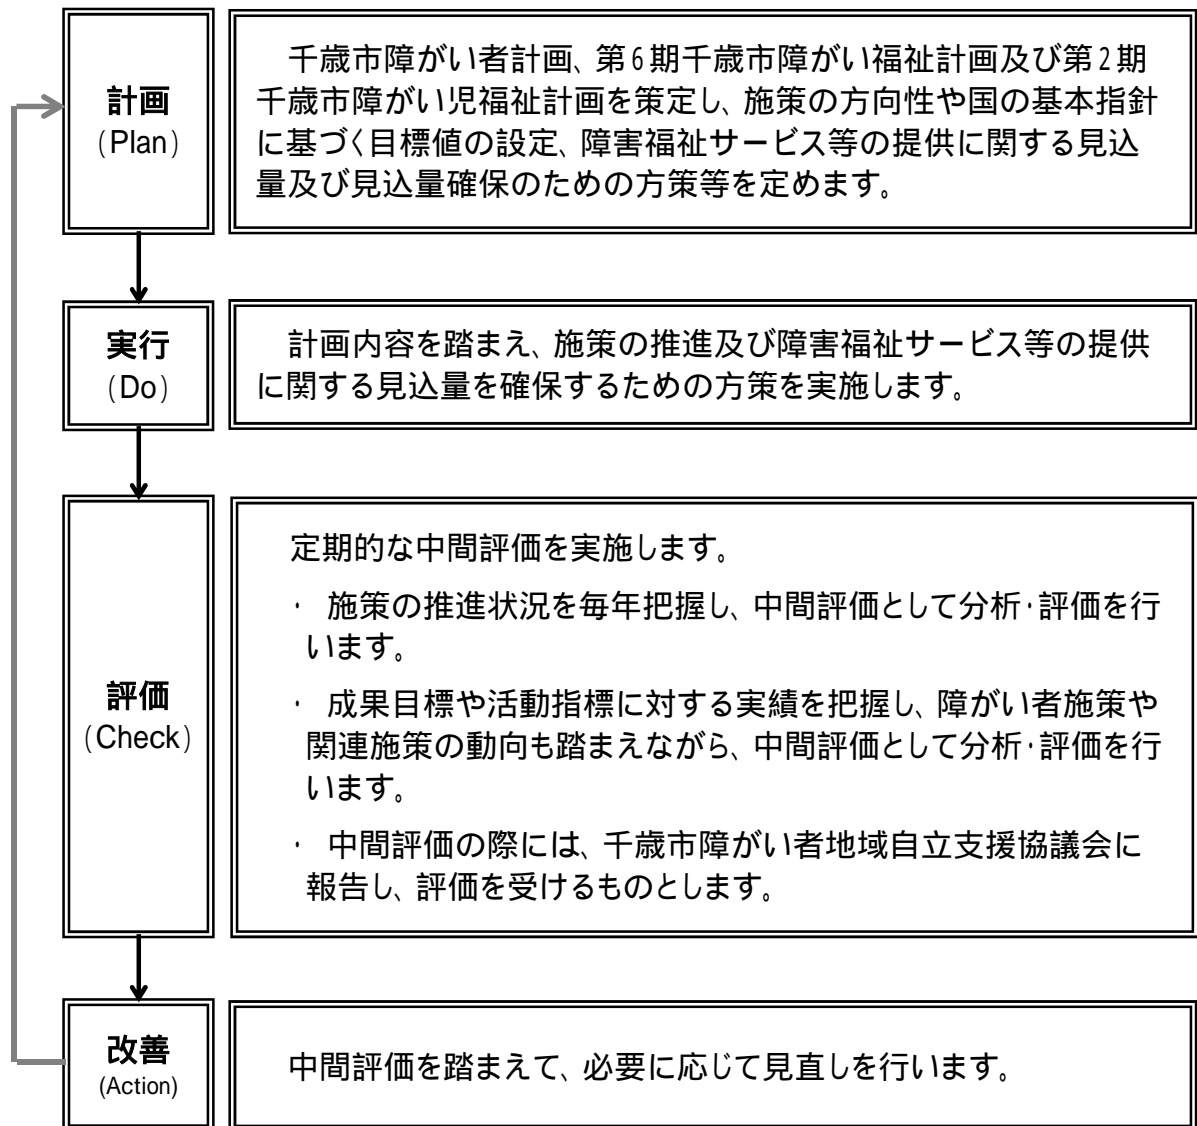 計画
(Plan)
千歳市障がい者計画、第6期千歳市障がい福祉計画及び第2期
千歳市障がい児福祉計画を策定し、施策の方向性や国の基本指針
に基づく目標値の設定、障害福祉サービス等の提供に関する見込
量及び見込量確保のための方策等を定めます。
実行
(Do)
計画内容を踏まえ、施策の推進及び障害福祉サービス等の提供
に関する見込量を確保するための方策を実施します。
評価
(Check)
定期的な中間評価を実施します。
・ 施策の推進状況を毎年把握し、中間評価として分析・評価を行
います。
・ 成果目標や活動指標に対する実績を把握し、障がい者施策や
関連施策の動向も踏まえながら、中間評価として分析・評価を行
います。
・ 中間評価の際には、千歳市障がい者地域自立支援協議会に
報告し、評価を受けるものとします。
改善
(Action)
中間評価を踏まえて、必要に応じて見直しを行います。